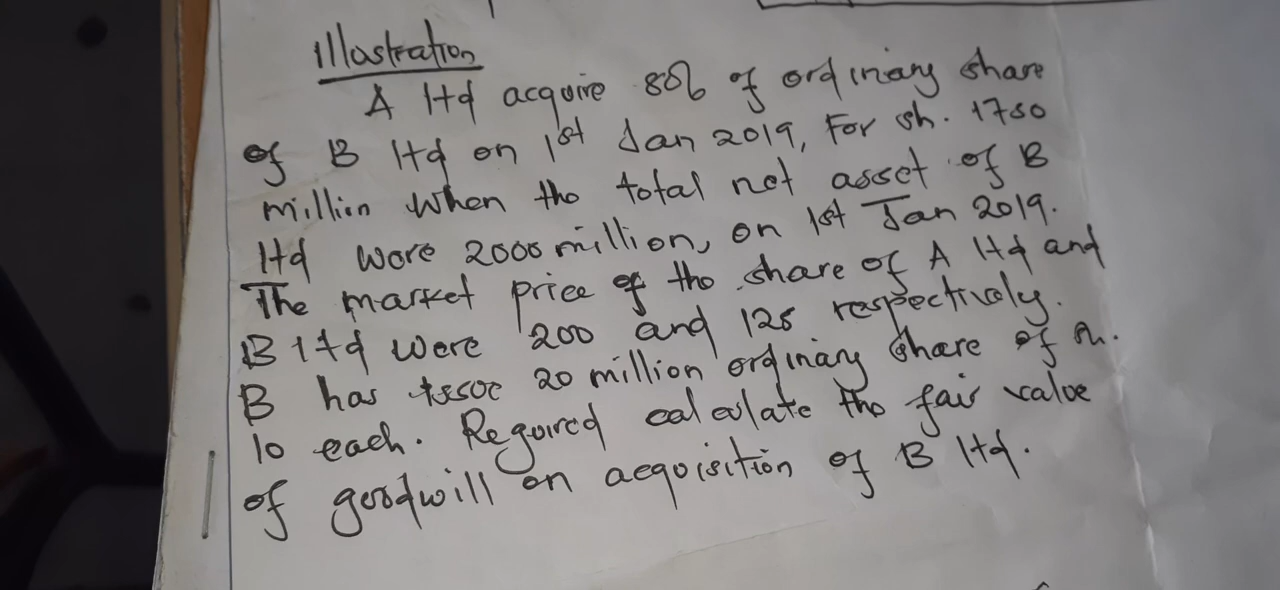 Illustration
A ltd acquire 80% of ordinary share
of B ltd on 1st Jan 2019, For sh. 1750
million when the total net asset of B
ltd were 2000 million, on 1st Jan 2019.
The market price of the share of A ltd and
B ltd were 200 and 125 respectively.
B has issue 20 million ordinary share of sh.
10 each. Required calculate the fair value
of goodwill on acquisition of B ltd.